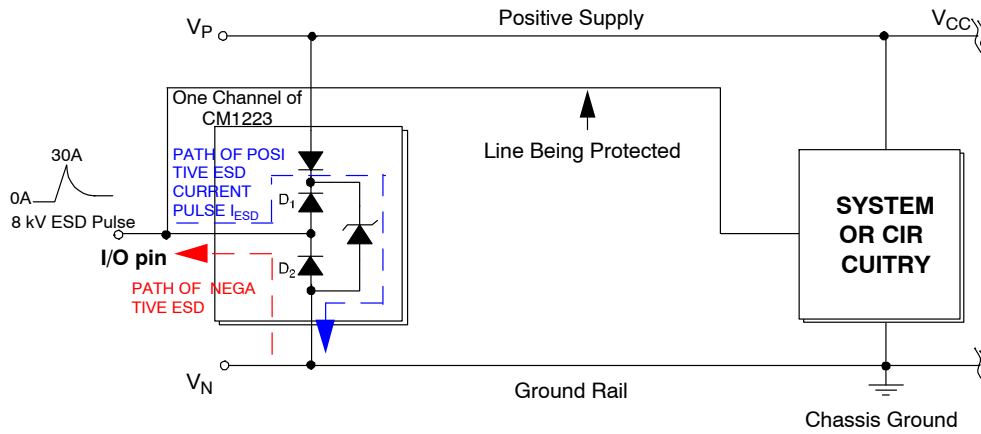 Positive Supply
VP
VCC
One Channel of
CM1223
Line Being Protected
PATH OF POSI
TIVE ESD
CURRENT
PULSE IESD
D1
30A
0A
8 kV ESD Pulse
I/O pin
D2
PATH OF NEGA
TIVE ESD
SYSTEM
OR CIR
CUITRY
VN
Ground Rail
Chassis Ground